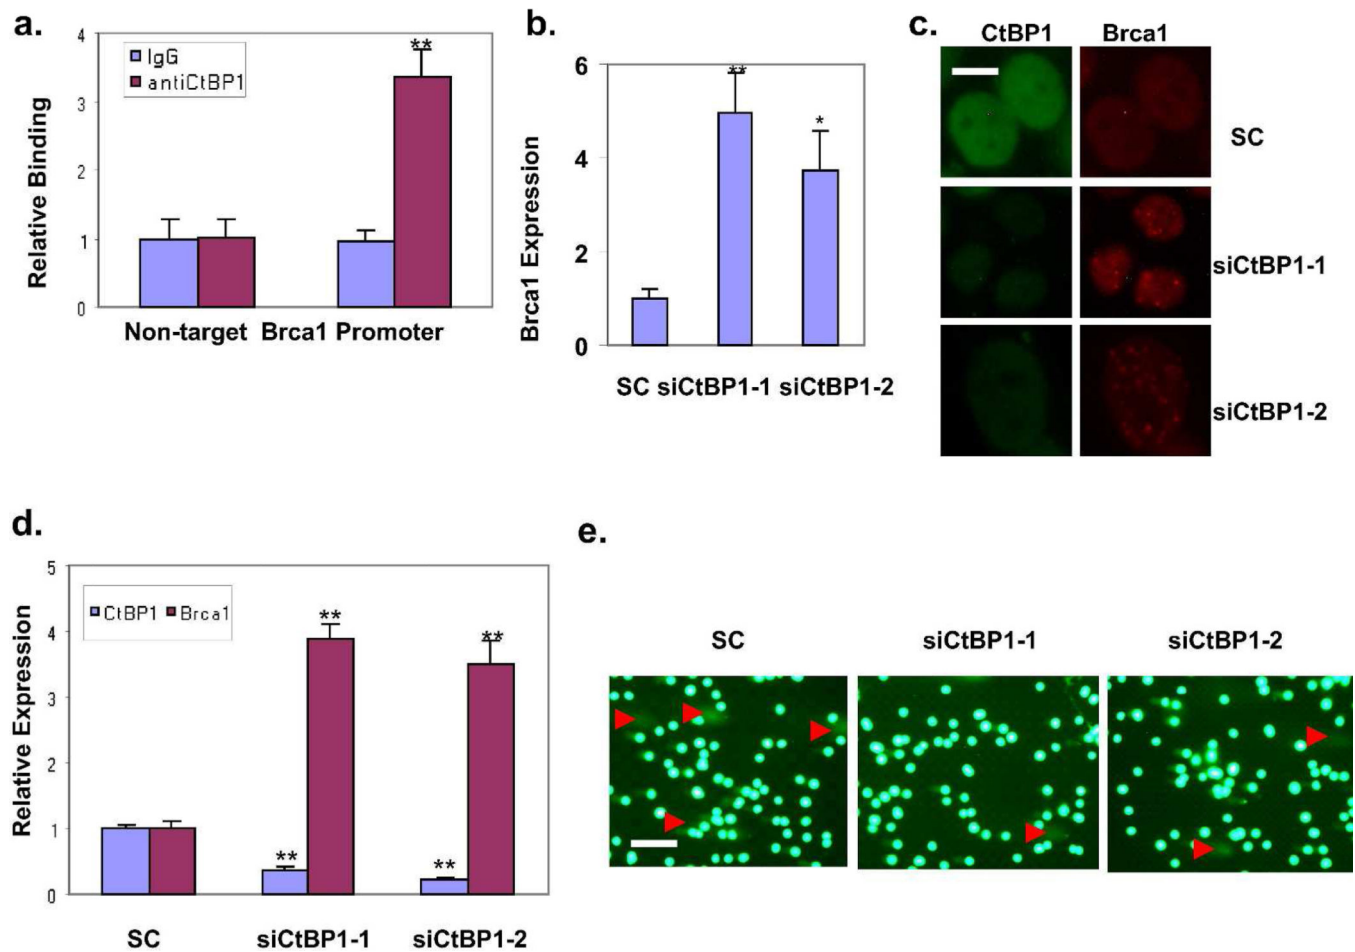 a.
4
3
2
1
0
Relative Binding
IgG
antiCtBP1
**
Non-target Brca1 Promoter
b.
6
4
2
0
Brca1 Expression
**
*
SC siCtBP1-1 siCtBP1-2
c.
CtBP1 Brca1
SC
siCtBP1-1
siCtBP1-2
d.
5
4
3
2
1
0
Relative Expression
CtBP1 Brca1
**
**
**
**
SC siCtBP1-1 siCtBP1-2
e.
SC siCtBP1-1 siCtBP1-2